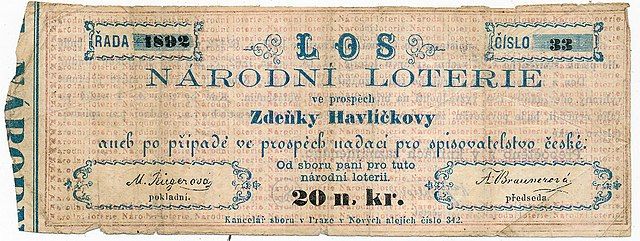 ŘADA 1892
LOS
ČÍSLO 33
NÁRODNÍ LOTERIE
ve prospěch
Zdeňky Havlíčkovy
aneb po případě ve prospěch nadací pro spisovatelstvo české.
Od sboru paní pro tuto
národní loterii.
20 n. kr.
pokladní.
A Braunerová
předseda.
Kancelář sboru v Praze v Nových alejích číslo 342.